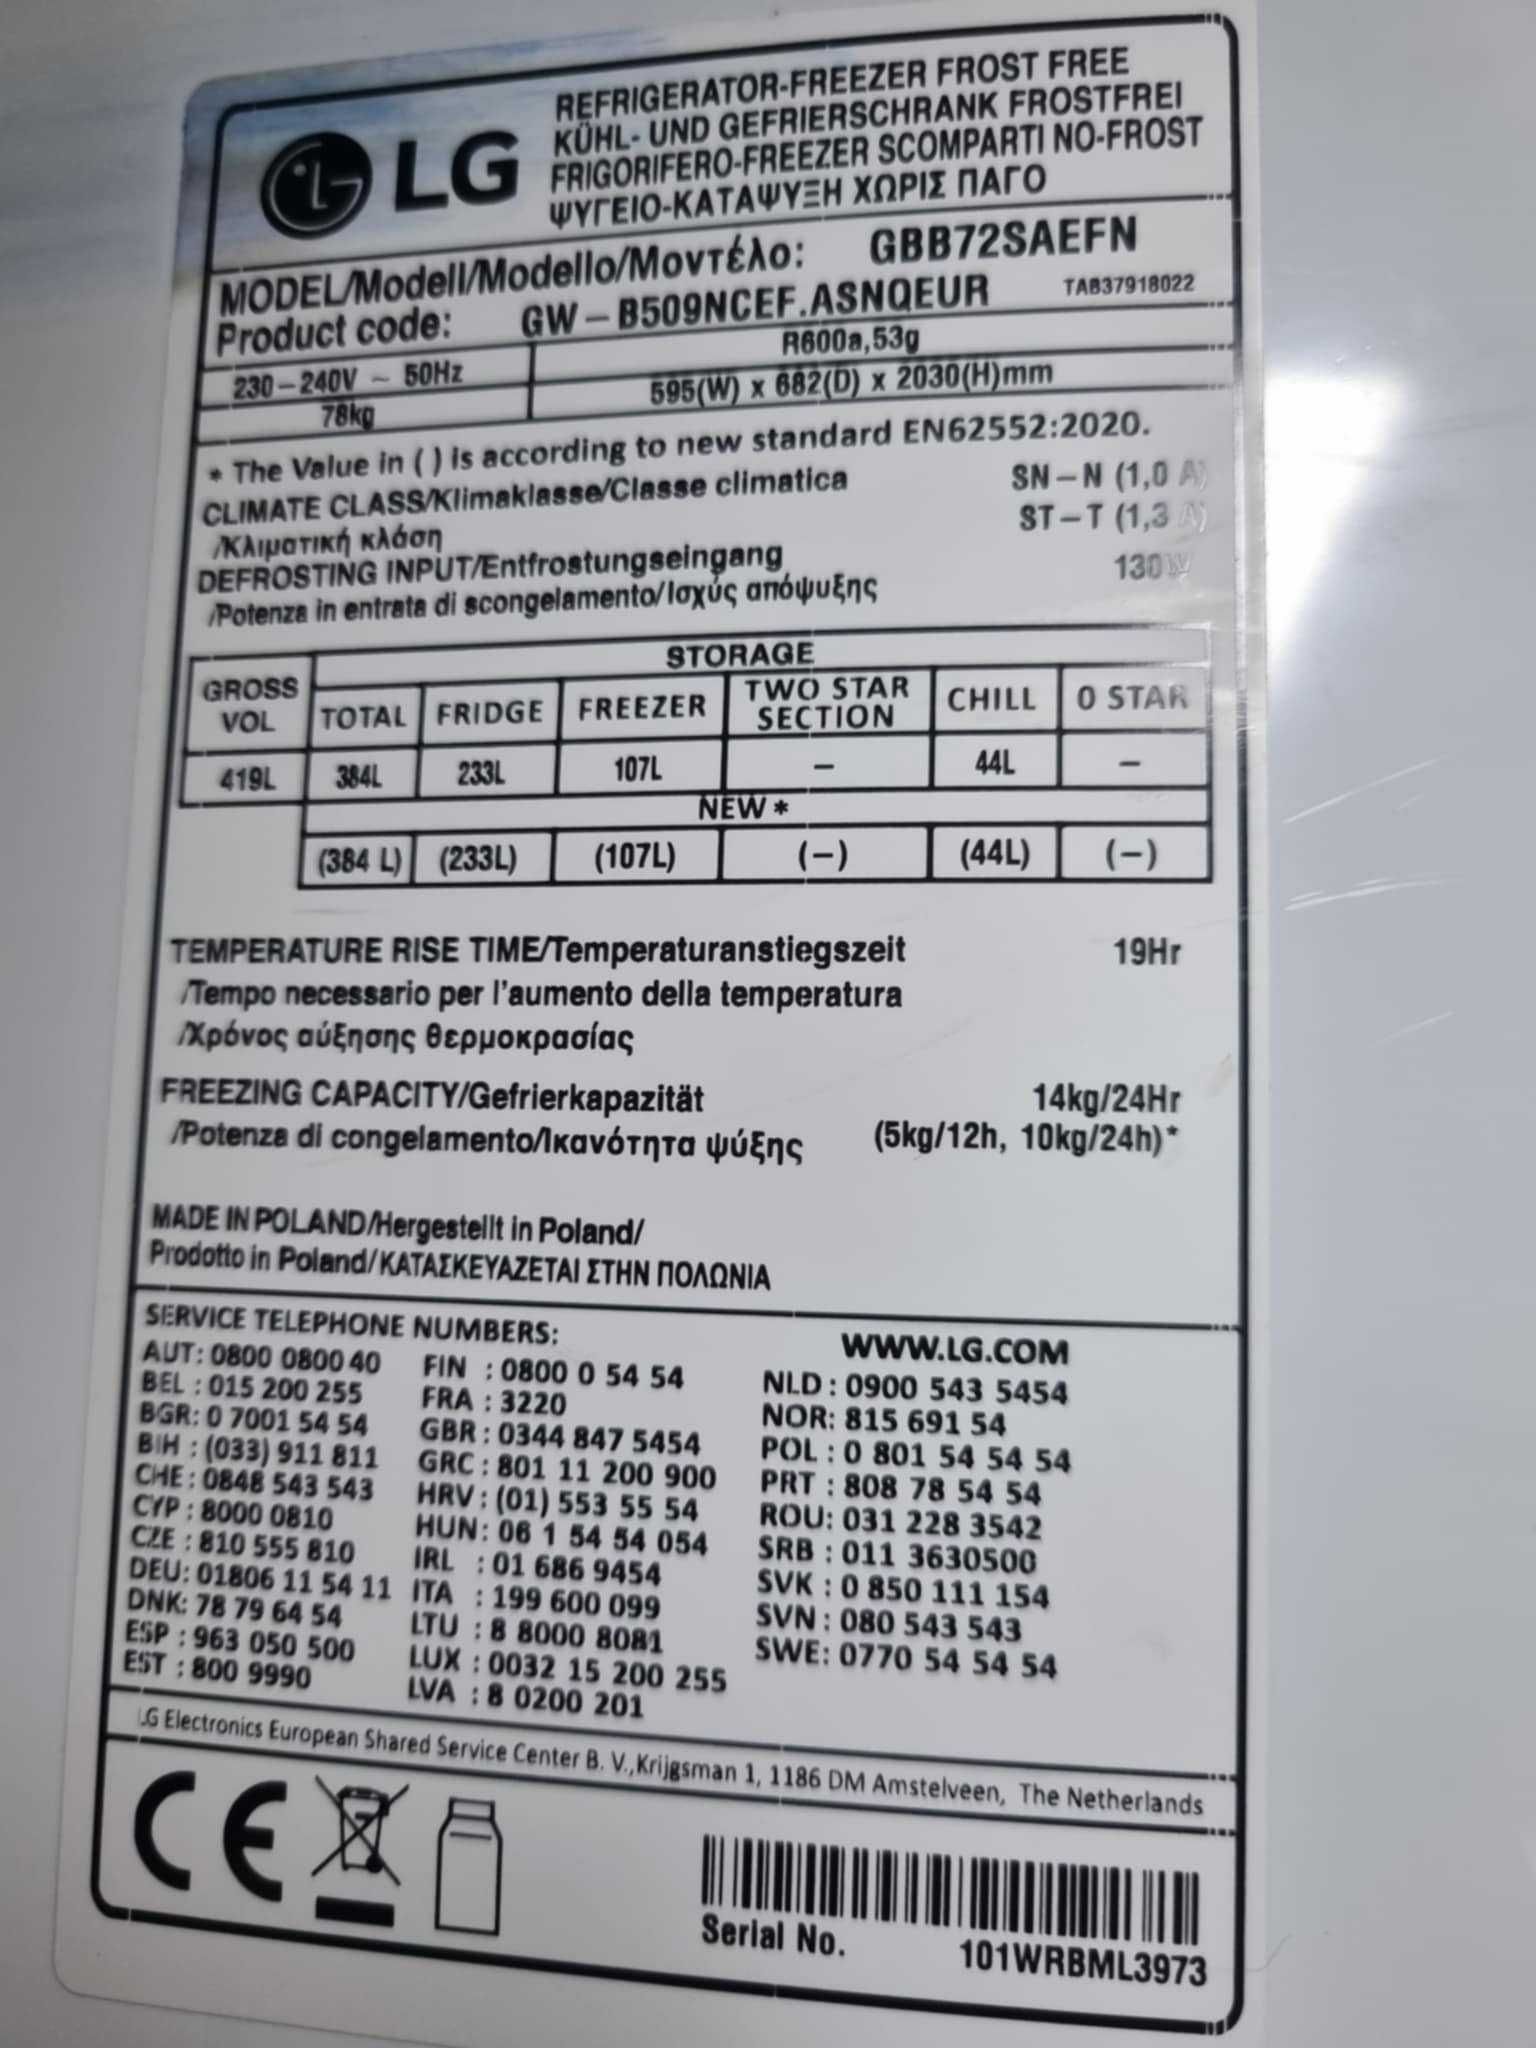 LG
REFRIGERATOR-FREEZER FROST FREE
KÜHL- UND GEFRIERSCHRANK FROSTFREI
FRIGORIFERO-FREEZER SCOMPARTI NO-FROST
ΨΥΓΕΙΟ-ΚΑΤΑΨΥΞΗ ΧΩΡΙΣ ΠΑΓΟ
MODEL/Modell/Modello/Μοντέλο: GBB72SAEFN
Product code: GW-B509NCEF.ASNQEUR TAB37918022
230-240V ~ 50Hz R600a,53g
78kg 595(W) x 682(D) x 2030(H)mm
* The Value in ( ) is according to new standard EN62552:2020.
CLIMATE CLASS/Klimaklasse/Classe climatica SN-N (1,0 A)
/Κλιματική κλάση ST-T (1,3 A)
DEFROSTING INPUT/Entfrostungseingang 130W
/Potenza in entrata di scongelamento/Ισχύς απόψυξης
STORAGE
GROSS VOL TOTAL FRIDGE FREEZER TWO STAR SECTION CHILL 0 STAR
419L 384L 233L 107L – 44L –
NEW *
(384 L) (233L) (107L) (–) (44L) (–)
TEMPERATURE RISE TIME/Temperaturanstiegszeit 19Hr
/Tempo necessario per l'aumento della temperatura
/Χρόνος αύξησης θερμοκρασίας
FREEZING CAPACITY/Gefrierkapazität 14kg/24Hr
/Potenza di congelamento/Ικανότητα ψύξης (5kg/12h, 10kg/24h)*
MADE IN POLAND/Hergestellt in Poland/
Prodotto in Poland/ΚΑΤΑΣΚΕΥΑΖΕΤΑΙ ΣΤΗΝ ΠΟΛΩΝΙΑ
SERVICE TELEPHONE NUMBERS: WWW.LG.COM
AUT: 0800 0800 40
BEL : 015 200 255
BGR: 0 7001 54 54
BIH : (033) 911 811
CHE : 0848 543 543
CYP : 8000 0810
CZE : 810 555 810
DEU: 01806 11 54 11
DNK: 78 79 64 54
ESP : 963 050 500
EST : 800 9990
FIN : 0800 0 54 54
FRA : 3220
GBR : 0344 847 5454
GRC : 801 11 200 900
HRV : (01) 553 55 54
HUN: 06 1 54 54 054
IRL : 01 686 9454
ITA : 199 600 099
LTU : 8 8000 8081
LUX : 0032 15 200 255
LVA : 8 0200 201
NLD : 0900 543 5454
NOR: 815 691 54
POL : 0 801 54 54 54
PRT : 808 78 54 54
ROU: 031 228 3542
SRB : 011 3630500
SVK : 0 850 111 154
SVN : 080 543 543
SWE: 0770 54 54 54
LG Electronics European Shared Service Center B. V.,Krijgsman 1, 1186 DM Amstelveen, The Netherlands
CE
Serial No. 101WRBML3973